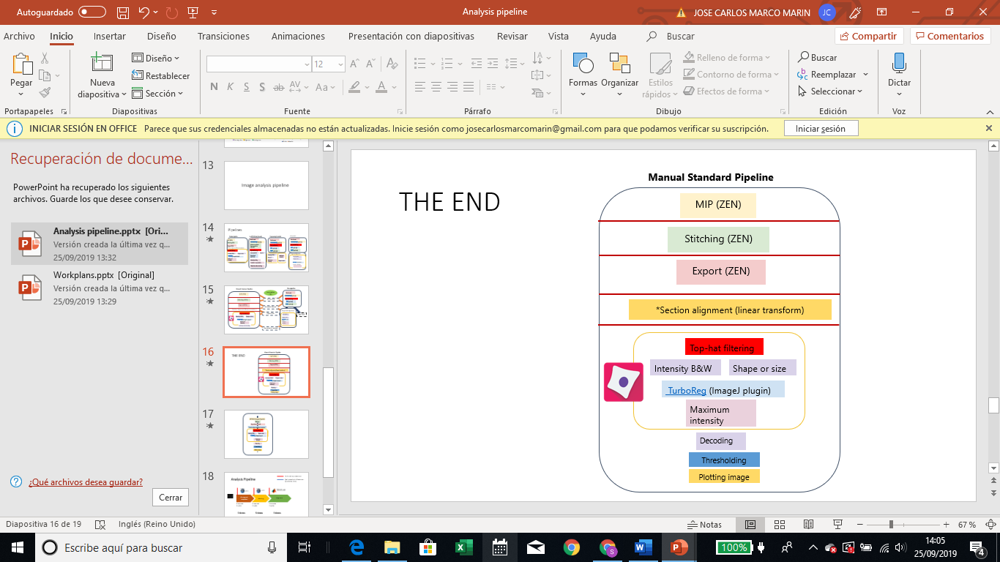 Autoguardado
Analysis pipeline
JOSE CARLOS MARCO MARIN
JC
Archivo Inicio Insertar Diseño Transiciones Animaciones Presentación con diapositivas Revisar Vista Ayuda Buscar
Compartir Comentarios
Pegar
Portapapeles
Nueva diapositiva
Diseño
Restablecer
Sección
Diapositivas
12
N K S S ab AV Aa
A
Fuente
Párrafo
Formas
Organizar
Estilos rápidos
Relleno de forma
Contorno de forma
Efectos de forma
Dibujo
Buscar
Reemplazar
Seleccionar
Edición
Dictar
Voz
INICIAR SESIÓN EN OFFICE Parece que sus credenciales almacenadas no están actualizadas. Inicie sesión como josecarlosmarcomarin@gmail.com para que podamos verificar su suscripción. Iniciar sesión
Recuperación de docume...
PowerPoint ha recuperado los siguientes
archivos. Guarde los que desee conservar.
Analysis pipeline.pptx [Ori...
Versión creada la última vez q...
25/09/2019 13:32
Workplans.pptx [Original]
Versión creada la última vez q...
25/09/2019 13:29
¿Qué archivos desea guardar?
Cerrar
13
Image analysis pipeline
14
15
16
THE END
17
18
Analysis Pipeline
THE END
Manual Standard Pipeline
MIP (ZEN)
Stitching (ZEN)
Export (ZEN)
*Section alignment (linear transform)
Top-hat filtering
Intensity B&W Shape or size
TurboReg (ImageJ plugin)
Maximum
intensity
Decoding
Thresholding
Plotting image
Diapositiva 16 de 19 Inglés (Reino Unido) Notas 67 %
Escribe aquí para buscar
100%
14:05
25/09/2019
4